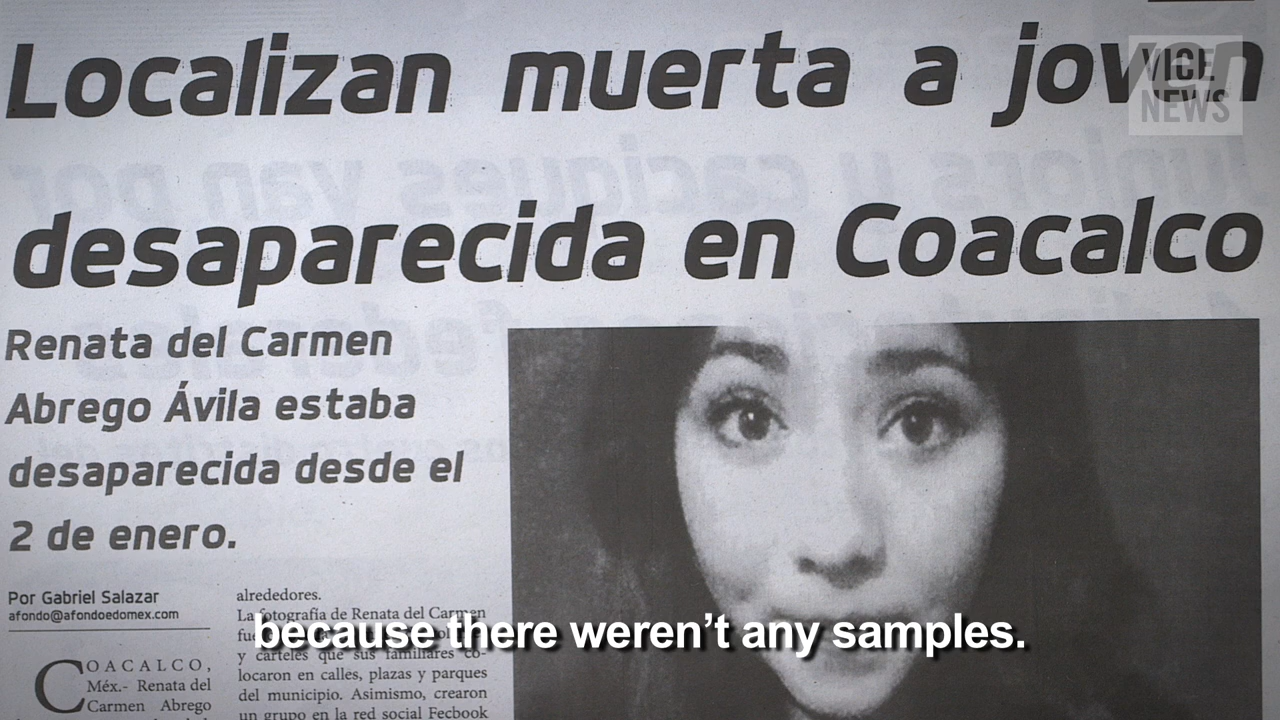 Localizan muerta a joven
desaparecida en Coacalco
VICE
NEWS
Renata del Carmen
Abrego Ávila estaba
desaparecida desde el
2 de enero.
Por Gabriel Salazar
afondo@afondoedomex.com
COACALCO,
Méx.- Renata del
Carmen Abrego
alrededores.
La fotografía de Renata del Carmen
y carteles que sus familiares co-
locaron en calles, plazas y parques
del municipio. Asimismo, crearon
un grupo en la red social Fecbook
because there weren't any samples.